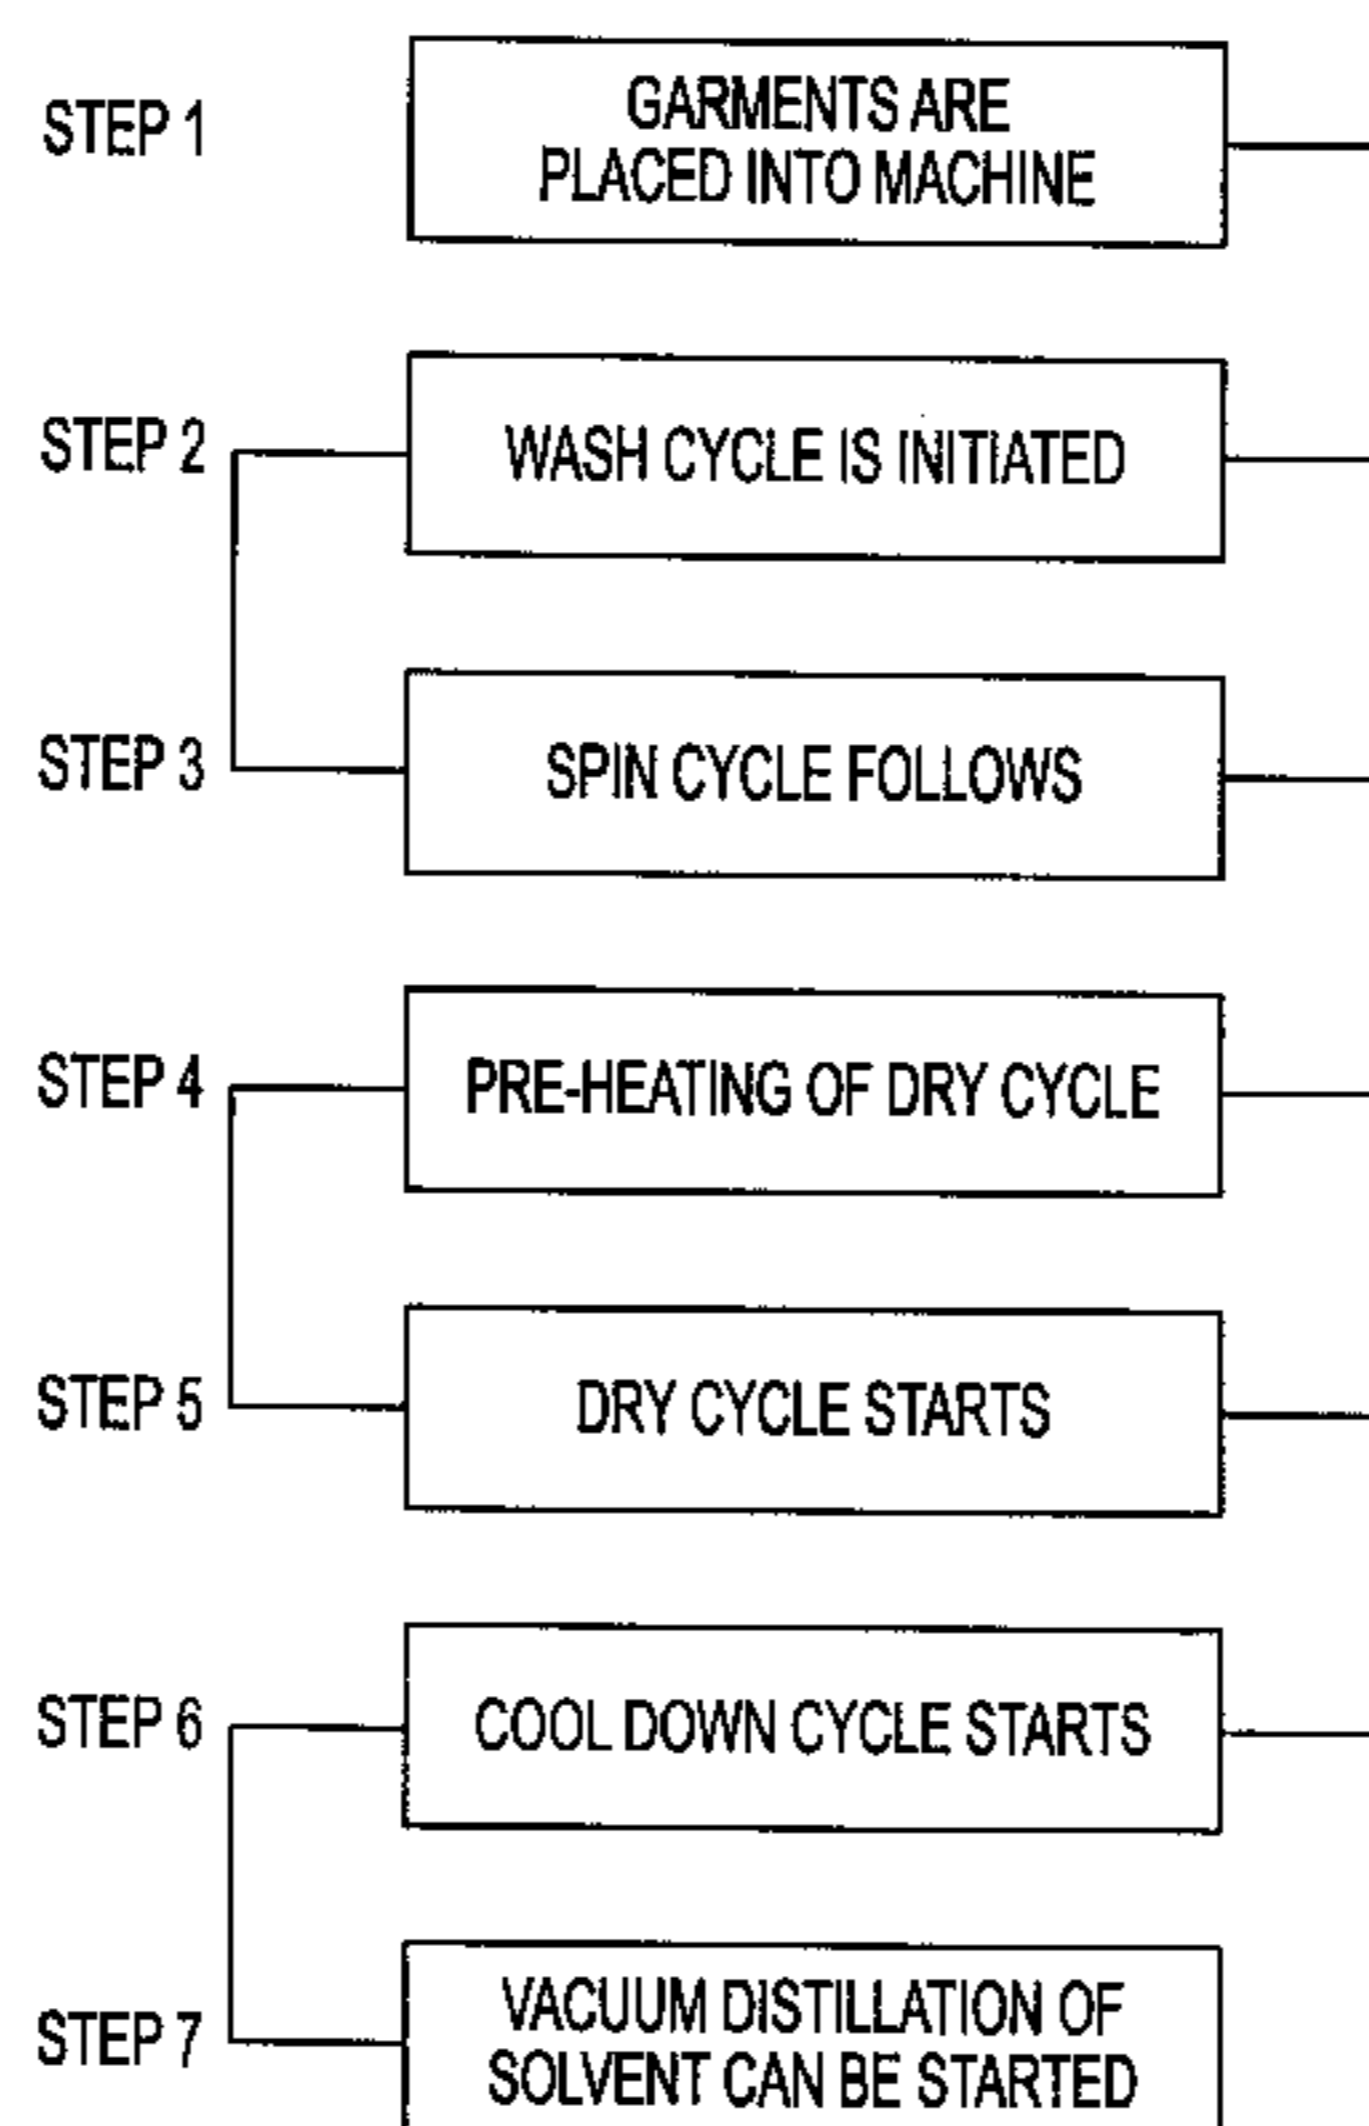 STEP 1
GARMENTS ARE
PLACED INTO MACHINE
STEP 2
WASH CYCLE IS INITIATED
STEP 3
SPIN CYCLE FOLLOWS
STEP 4
PRE-HEATING OF DRY CYCLE
STEP 5
DRY CYCLE STARTS
STEP 6
COOL DOWN CYCLE STARTS
STEP 7
VACUUM DISTILLATION OF
SOLVENT CAN BE STARTED